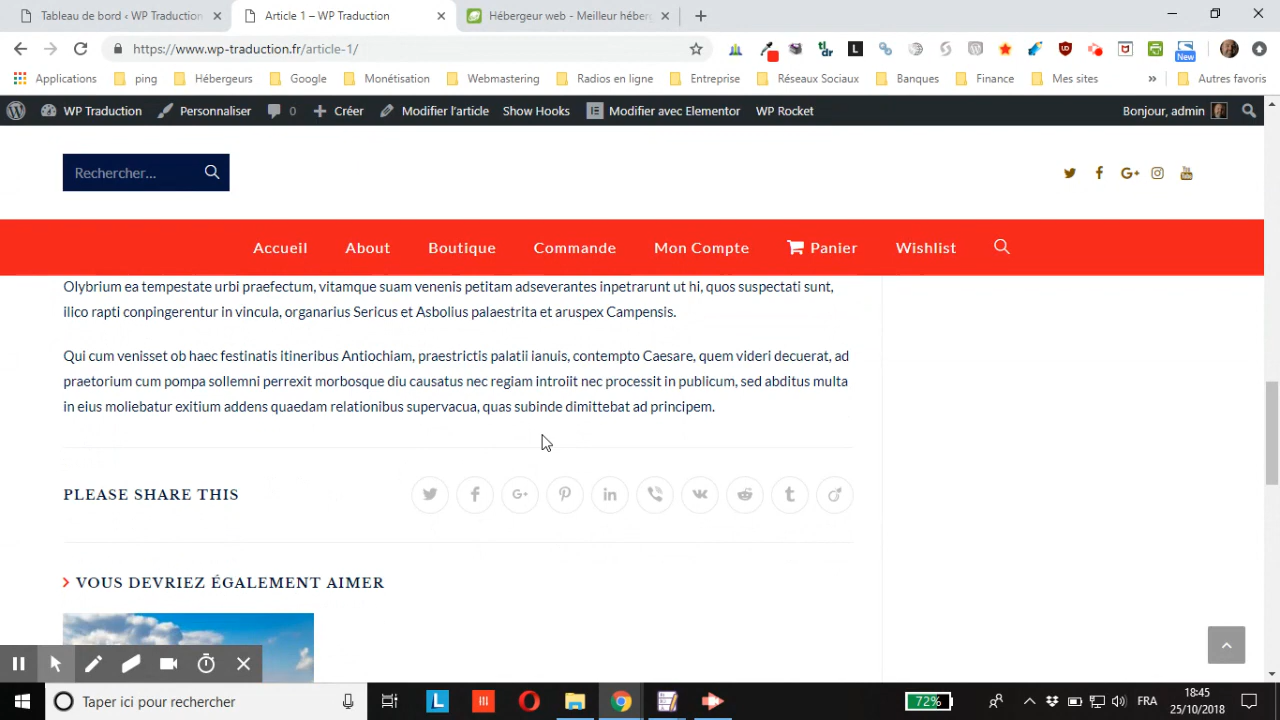 Tableau de bord ‹ WP Traduction
Article 1 – WP Traduction
Hébergeur web - Meilleur héber
https://www.wp-traduction.fr/article-1/
New
Applications
ping
Hébergeurs
Google
Monétisation
Webmastering
Radios en ligne
Entreprise
Réseaux Sociaux
Banques
Finance
Mes sites
»
Autres favoris
WP Traduction
Personnaliser
0
Créer
Modifier l'article
Show Hooks
Modifier avec Elementor
WP Rocket
Bonjour, admin
Rechercher...
Accueil
About
Boutique
Commande
Mon Compte
Panier
Wishlist
Olybrium ea tempestate urbi praefectum, vitamque suam venenis petitam adseverantes inpetrarunt ut hi, quos suspectati sunt,
ilico rapti conpingerentur in vincula, organarius Sericus et Asbolius palaestrita et aruspex Campensis.
Qui cum venisset ob haec festinatis itineribus Antiochiam, praestrictis palatii ianuis, contempto Caesare, quem videri decuerat, ad
praetorium cum pompa sollemni perrexit morbosque diu causatus nec regiam introiit nec processit in publicum, sed abditus multa
in eius moliebatur exitium addens quaedam relationibus supervacua, quas subinde dimittebat ad principem.
PLEASE SHARE THIS
VOUS DEVRIEZ ÉGALEMENT AIMER
Taper ici pour rechercher
72%
FRA
18:45
25/10/2018